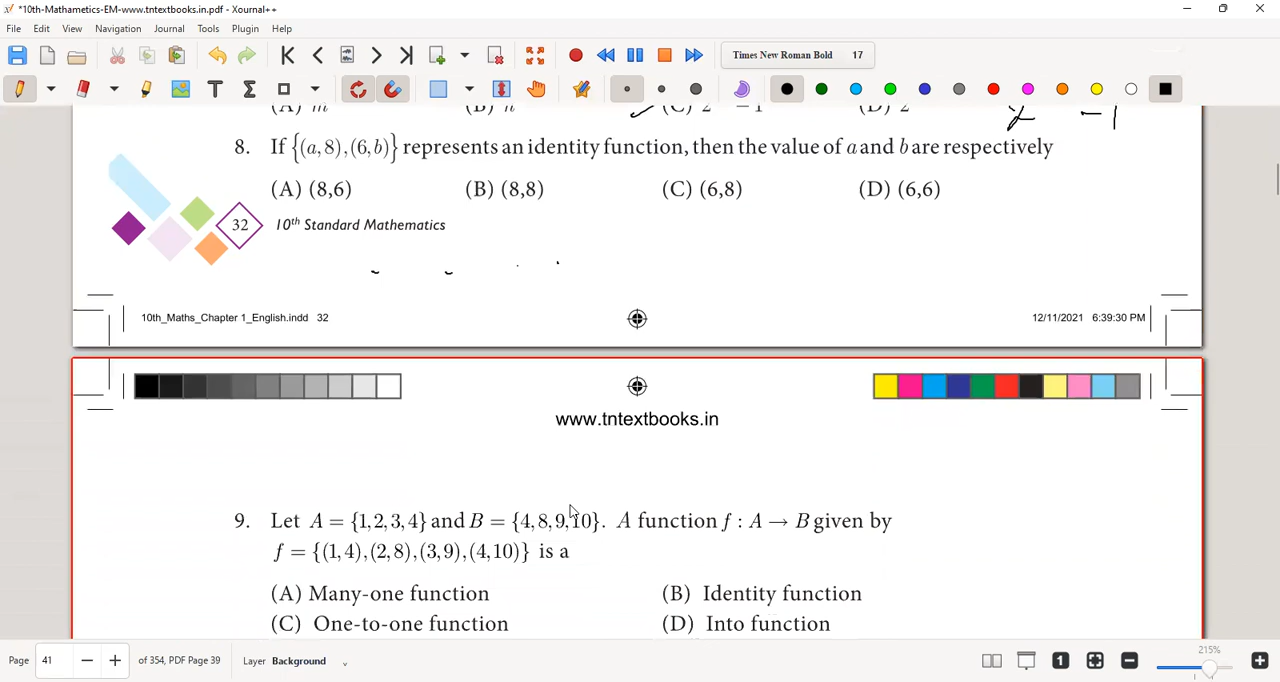 *10th-Mathametics-EM-www.tntextbooks.in.pdf - Xournal++
File Edit View Navigation Journal Tools Plugin Help
Times New Roman Bold 17
8. If {(a,8),(6,b)} represents an identity function, then the value of a and b are respectively
(A) (8,6) (B) (8,8) (C) (6,8) (D) (6,6)
32 10th Standard Mathematics
10th_Maths_Chapter 1_English.indd 32 12/11/2021 6:39:30 PM
www.tntextbooks.in
9. Let A = {1,2,3,4} and B = {4,8,9,10}. A function f : A → B given by
f = {(1,4),(2,8),(3,9),(4,10)} is a
(A) Many-one function (B) Identity function
(C) One-to-one function (D) Into function
Page 41 of 354, PDF Page 39 Layer Background 215%